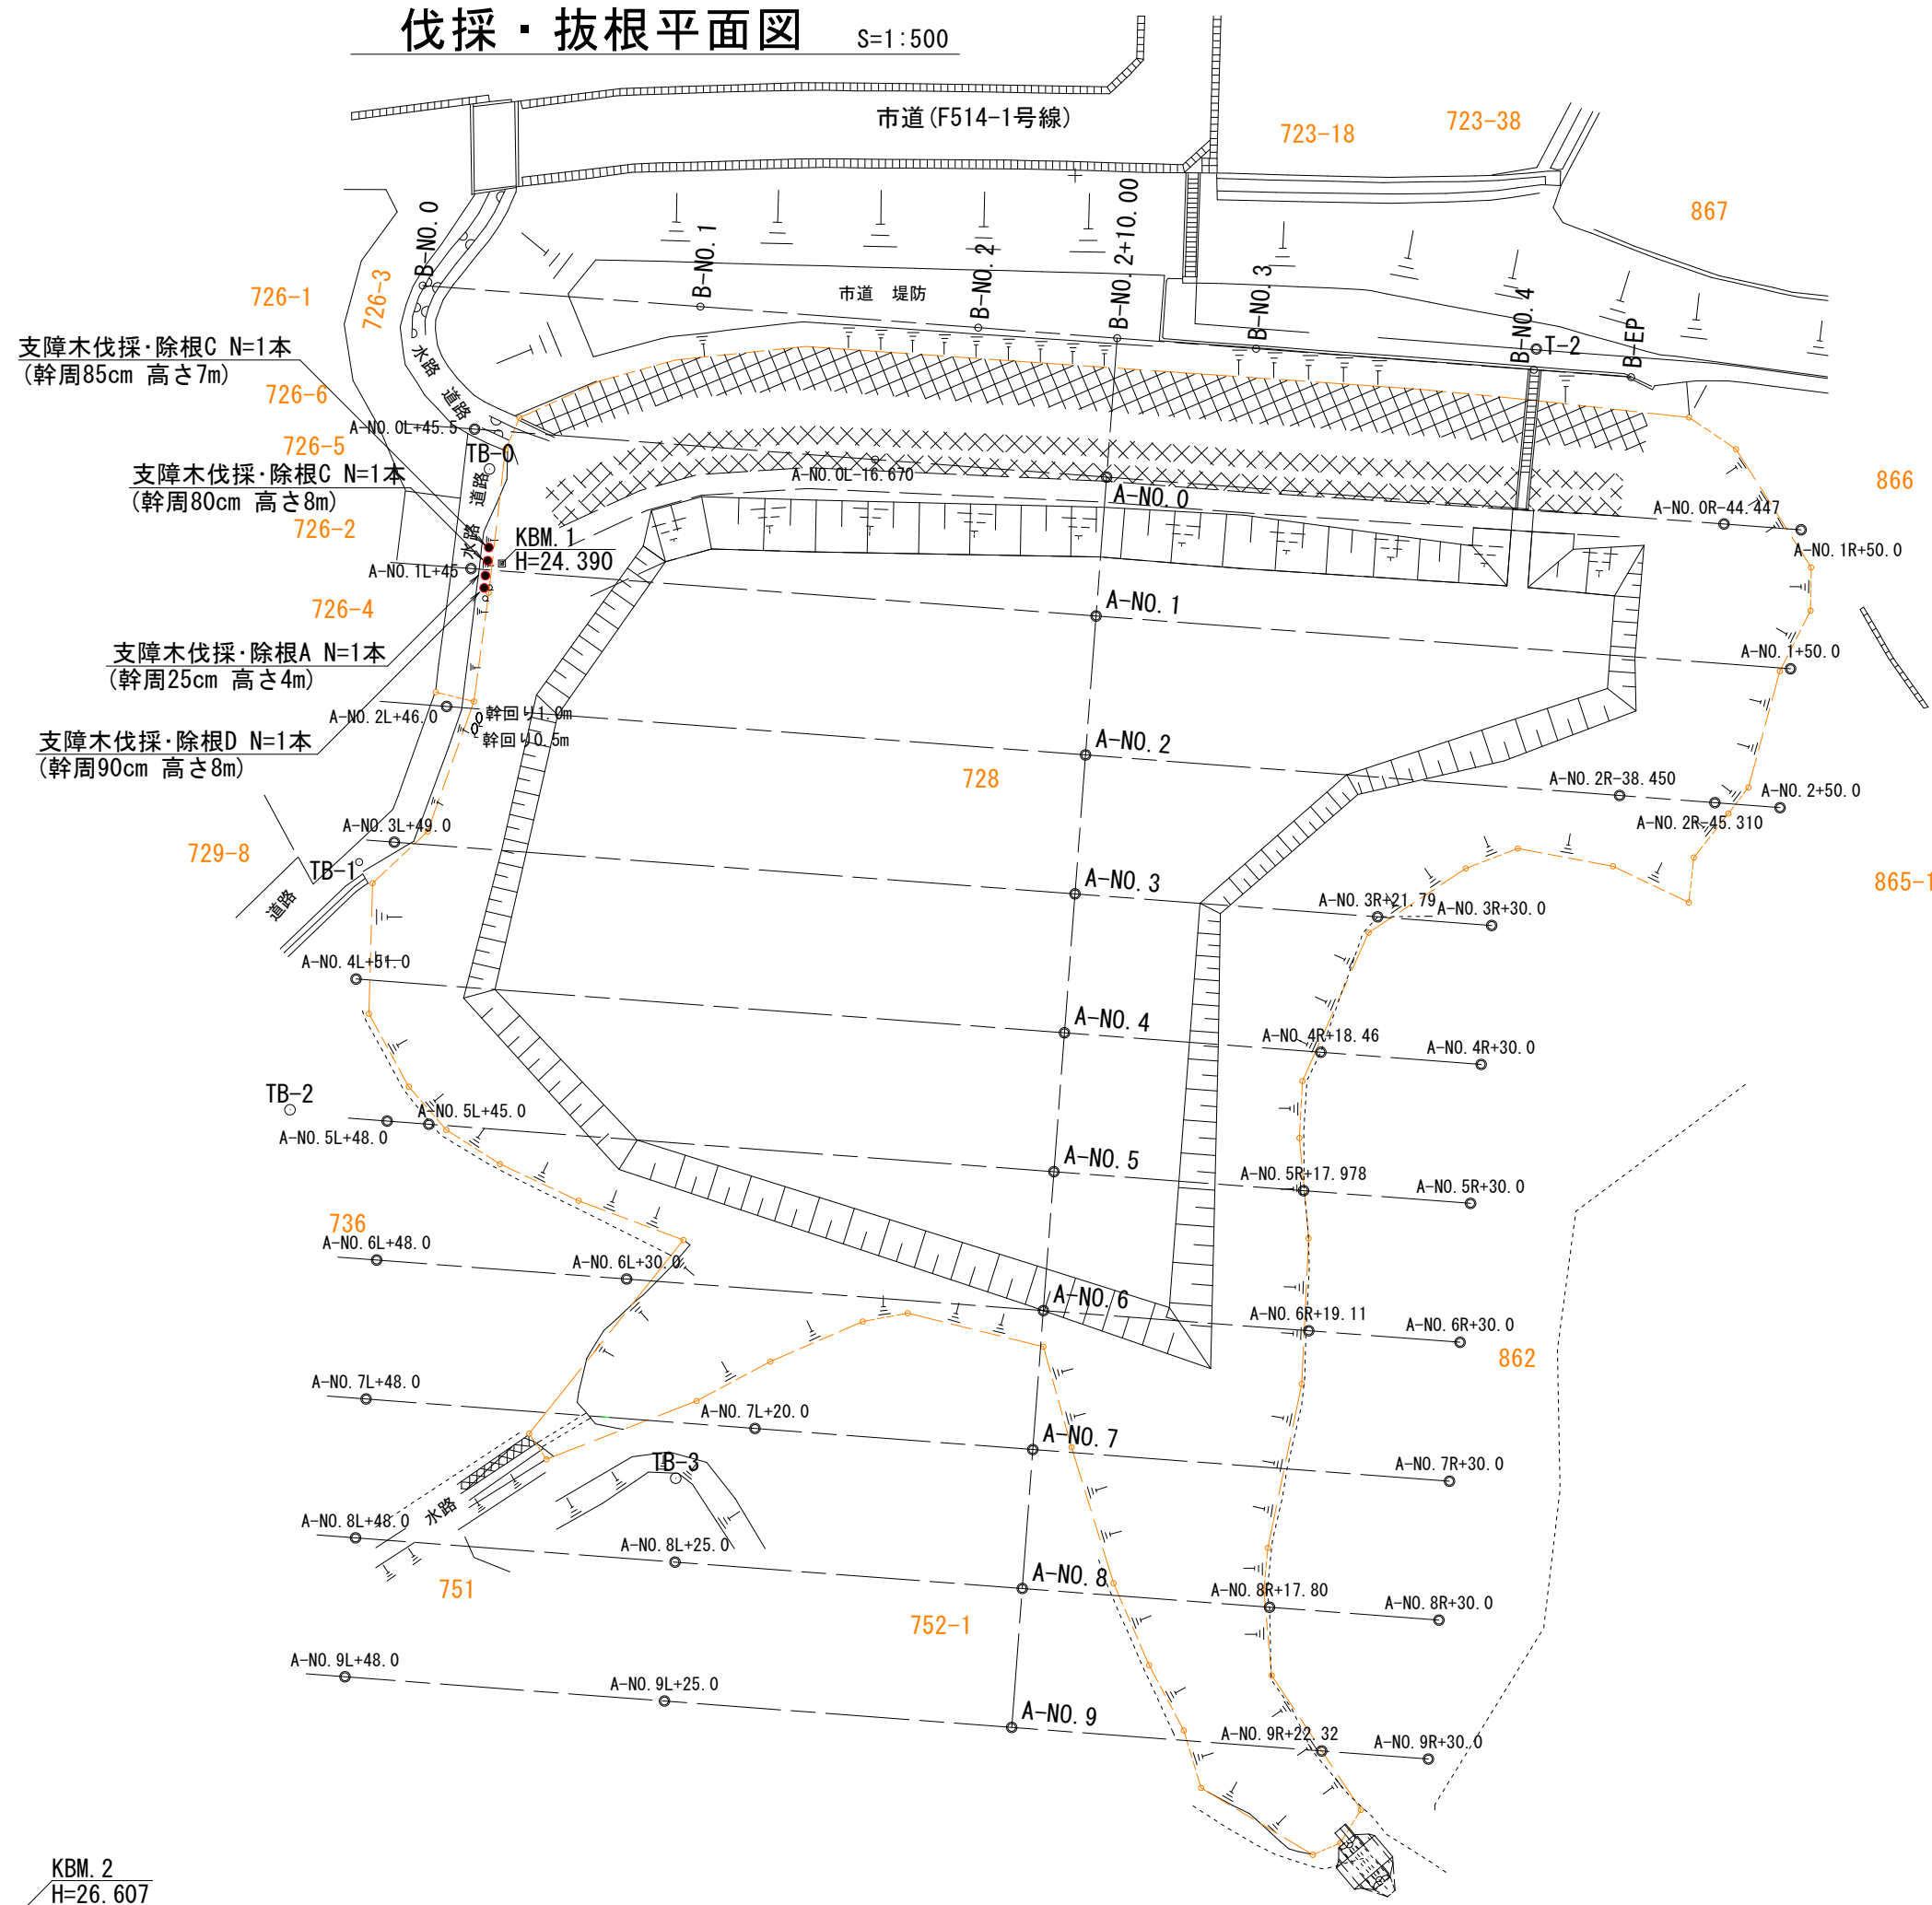 伐採・抜根平面図 S=1:500
市道(F514-1号線)
723-18
723-38
867
B-NO.0
B-NO.1
B-NO.2
B-NO.2+10.00
B-NO.3
B-NO.4
B-EP
T-2
726-1
726-3
市道 堤防
支障木伐採・除根C N=1本
(幹周85cm 高さ7m)
水路
道路
726-6
726-5
A-NO.0L+45.5
TB-0
支障木伐採・除根C N=1本
(幹周80cm 高さ8m)
道路
水路
726-2
A-NO.0L-16.670
A-NO.0
A-NO.0R-44.447
866
A-NO.1R+50.0
KBM.1
H=24.390
A-NO.1L+45
726-4
A-NO.1
A-NO.1+50.0
支障木伐採・除根A N=1本
(幹周25cm 高さ4m)
A-NO.2L+46.0
幹回り1.0m
幹回り0.5m
支障木伐採・除根D N=1本
(幹周90cm 高さ8m)
A-NO.2
728
A-NO.2R-38.450
A-NO.2+50.0
A-NO.2R-45.310
A-NO.3L+49.0
729-8
TB-1
道路
A-NO.3
A-NO.3R+21.79
A-NO.3R+30.0
865-1
A-NO.4L+51.0
A-NO.4
A-NO.4R+18.46
A-NO.4R+30.0
TB-2
A-NO.5L+45.0
A-NO.5L+48.0
A-NO.5
A-NO.5R+17.978
A-NO.5R+30.0
736
A-NO.6L+48.0
A-NO.6L+30.0
A-NO.6
A-NO.6R+19.11
A-NO.6R+30.0
862
A-NO.7L+48.0
A-NO.7L+20.0
A-NO.7
A-NO.7R+30.0
TB-3
水路
A-NO.8L+48.0
A-NO.8L+25.0
A-NO.8
A-NO.8R+17.80
A-NO.8R+30.0
751
752-1
A-NO.9L+48.0
A-NO.9L+25.0
A-NO.9
A-NO.9R+22.32
A-NO.9R+30.0
KBM.2
H=26.607